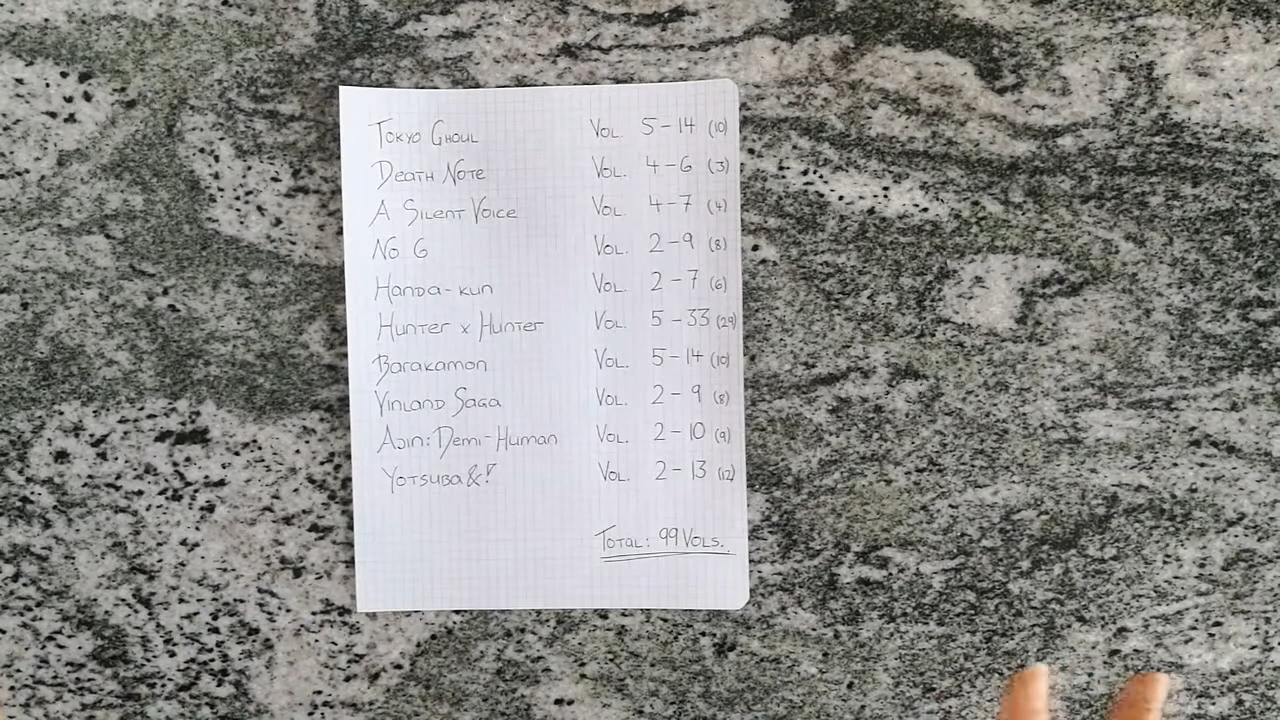 Tokyo Ghoul Vol. 5-14 (10)
Death Note Vol. 4-6 (3)
A Silent Voice Vol. 4-7 (4)
No 6 Vol. 2-9 (8)
Handa-kun Vol. 2-7 (6)
Hunter x Hunter Vol. 5-33 (29)
Barakamon Vol. 5-14 (10)
Vinland Saga Vol. 2-9 (8)
Ajin: Demi-Human Vol. 2-10 (9)
Yotsuba&! Vol. 2-13 (12)
Total: 99 Vols.